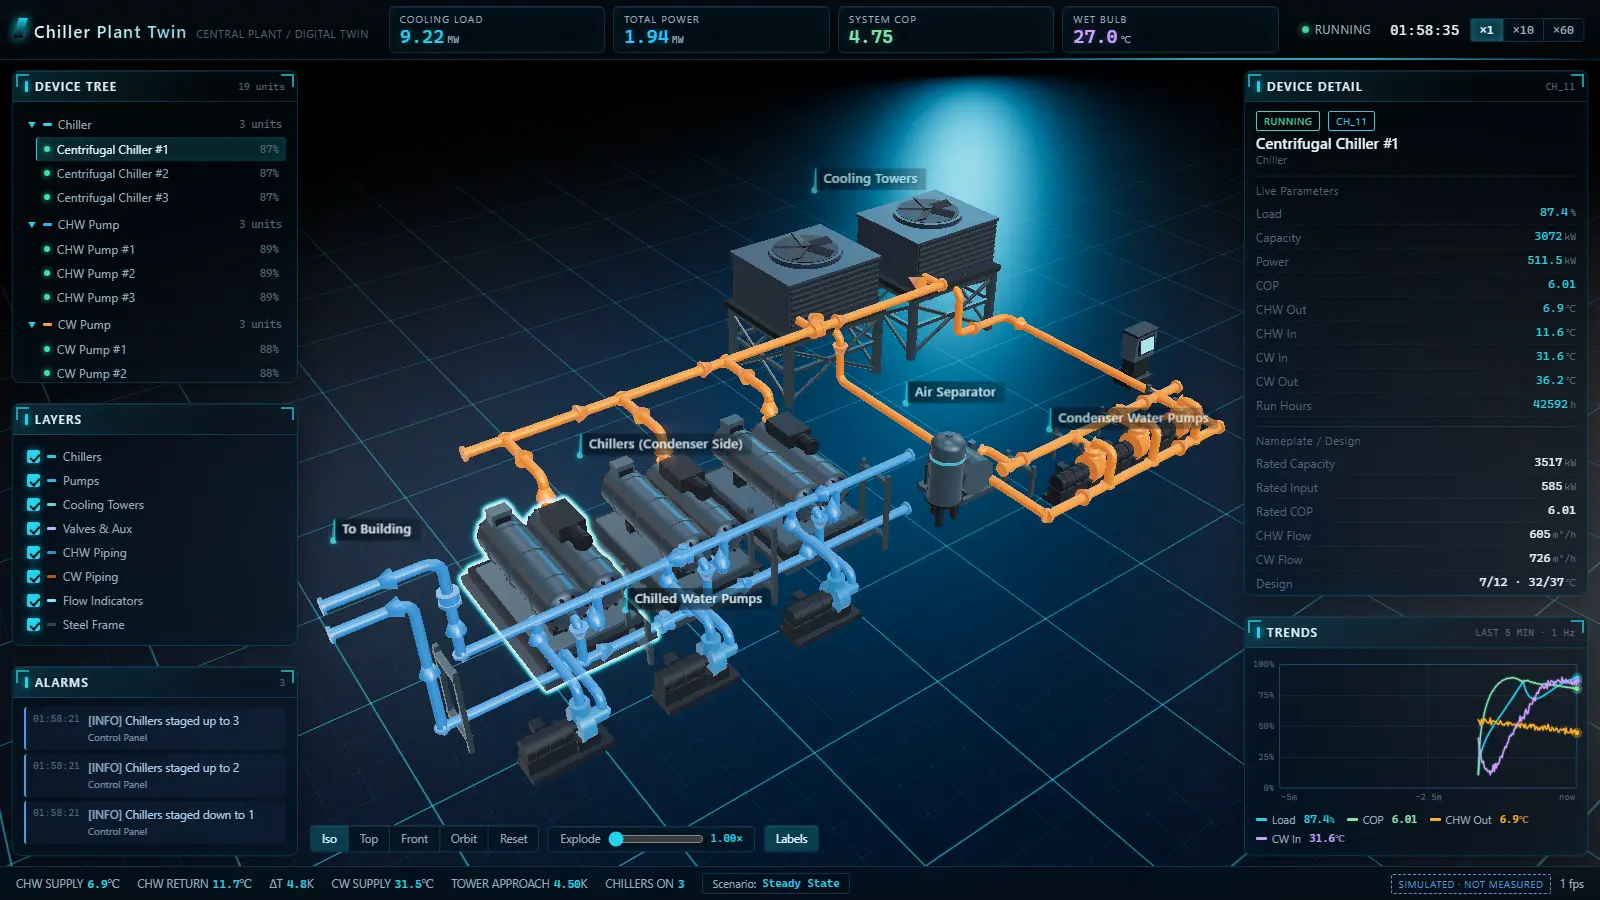 Chiller Plant Twin
CENTRAL PLANT / DIGITAL TWIN
COOLING LOAD
9.22 MW
TOTAL POWER
1.94 MW
SYSTEM COP
4.75
WET BULB
27.0 °C
RUNNING
01:58:35
×1
×10
×60
DEVICE TREE
19 units
Chiller
3 units
Centrifugal Chiller #1
87%
Centrifugal Chiller #2
87%
Centrifugal Chiller #3
87%
CHW Pump
3 units
CHW Pump #1
89%
CHW Pump #2
89%
CHW Pump #3
89%
CW Pump
3 units
CW Pump #1
88%
CW Pump #2
88%
LAYERS
Chillers
Pumps
Cooling Towers
Valves & Aux
CHW Piping
CW Piping
Flow Indicators
Steel Frame
ALARMS
3
01:58:21 [INFO] Chillers staged up to 3
Control Panel
01:58:21 [INFO] Chillers staged up to 2
Control Panel
01:58:21 [INFO] Chillers staged down to 1
Control Panel
Cooling Towers
Air Separator
Condenser Water Pumps
Chillers (Condenser Side)
To Building
Chilled Water Pumps
Iso
Top
Front
Orbit
Reset
Explode
1.00×
Labels
DEVICE DETAIL
CH_11
RUNNING
CH_11
Centrifugal Chiller #1
Chiller
Live Parameters
Load
87.4 %
Capacity
3072 kW
Power
511.5 kW
COP
6.01
CHW Out
6.9 °C
CHW In
11.6 °C
CW In
31.6 °C
CW Out
36.2 °C
Run Hours
42592 h
Nameplate / Design
Rated Capacity
3517 kW
Rated Input
585 kW
Rated COP
6.01
CHW Flow
605 m³/h
CW Flow
726 m³/h
Design
7/12 · 32/37 °C
TRENDS
LAST 5 MIN · 1 Hz
100%
75%
50%
25%
0%
−5m
−2.5m
now
Load 87.4%
COP 6.01
CHW Out 6.9°C
CW In 31.6°C
CHW SUPPLY 6.9°C
CHW RETURN 11.7°C
ΔT 4.8K
CW SUPPLY 31.5°C
TOWER APPROACH 4.50K
CHILLERS ON 3
Scenario: Steady State
SIMULATED · NOT MEASURED
1 fps